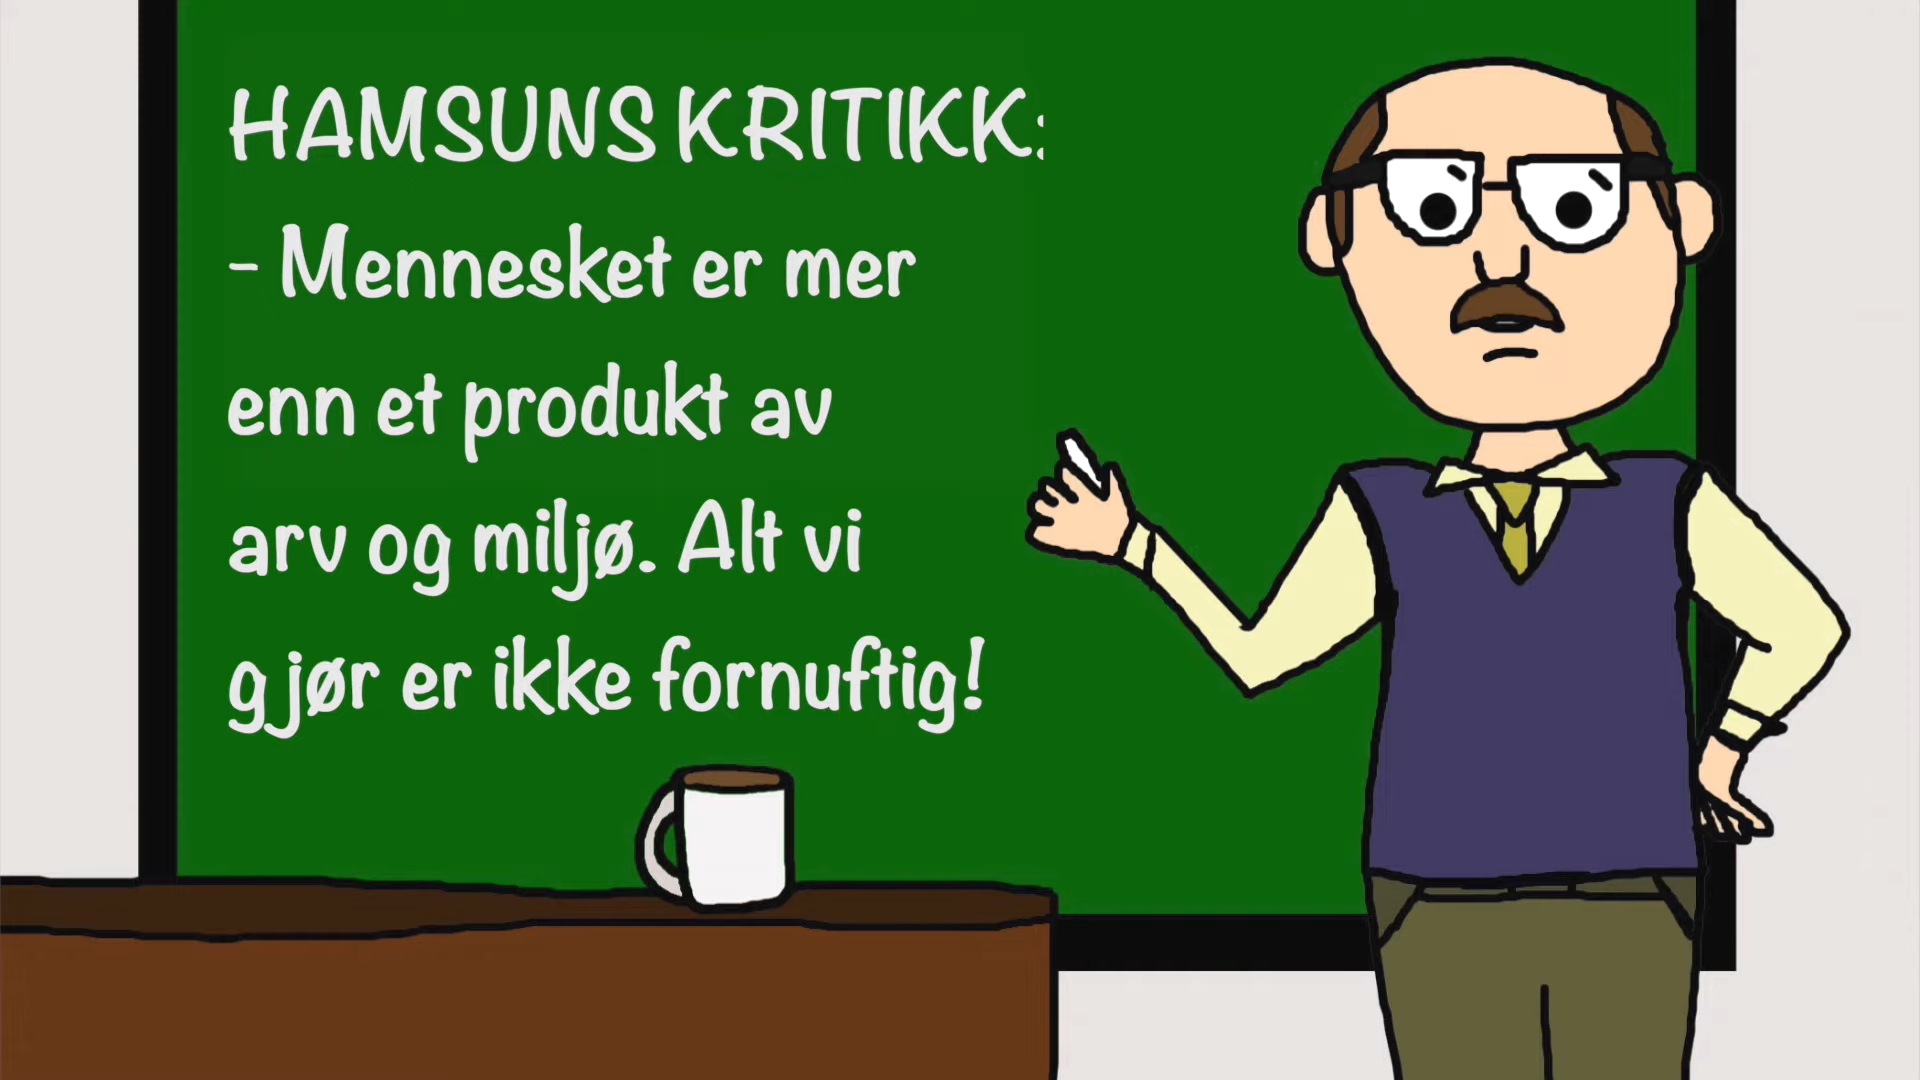 HAMSUNS KRITIKK:
- Mennesket er mer
enn et produkt av
arv og miljø. Alt vi
gjør er ikke fornuftig!